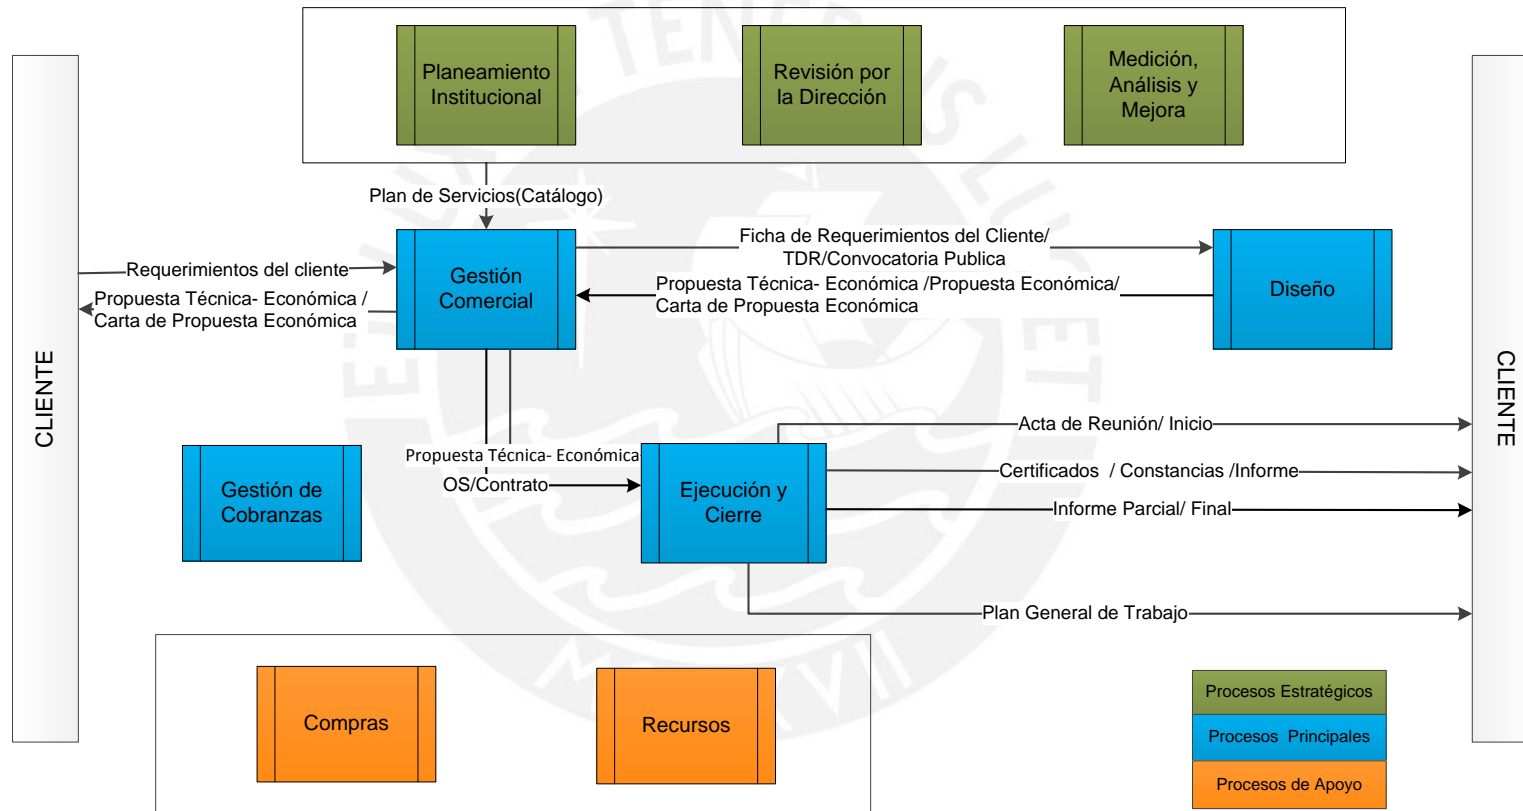 Planeamiento
Institucional
Revisión por
la Dirección
Medición,
Análisis y
Mejora
Plan de Servicios(Catálogo)
CLIENTE
Requerimientos del cliente
Propuesta Técnica- Económica /
Carta de Propuesta Económica
Gestión
Comercial
Ficha de Requerimientos del Cliente/
TDR/Convocatoria Publica
Propuesta Técnica- Económica /Propuesta Económica/
Carta de Propuesta Económica
Diseño
CLIENTE
Gestión de
Cobranzas
Propuesta Técnica- Económica
OS/Contrato
Ejecución y
Cierre
Acta de Reunión/ Inicio
Certificados / Constancias /Informe
Informe Parcial/ Final
Plan General de Trabajo
Compras
Recursos
Procesos Estratégicos
Procesos Principales
Procesos de Apoyo